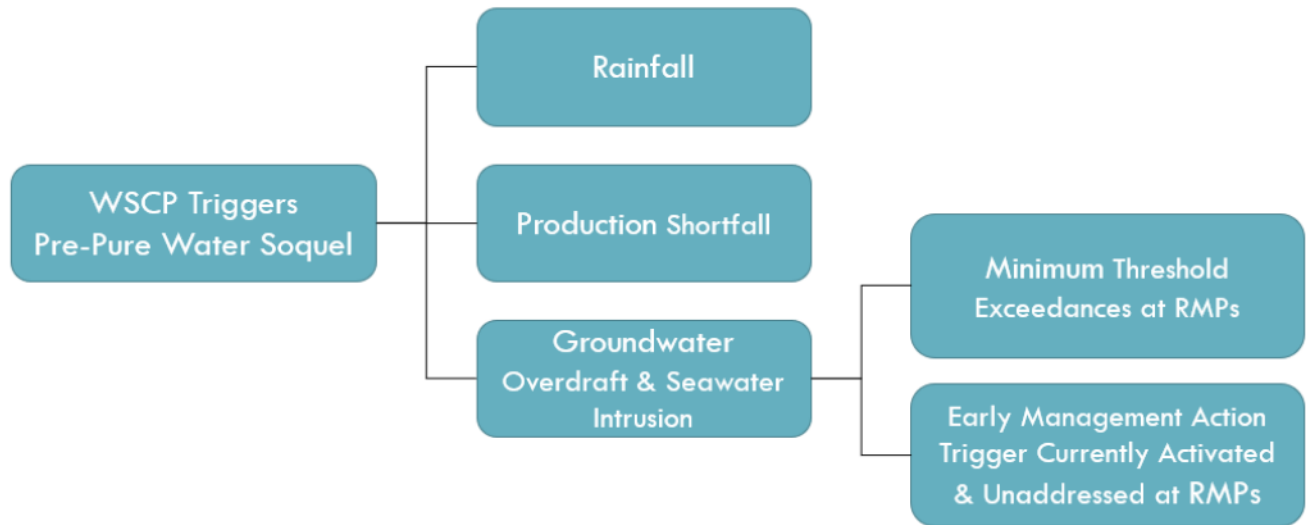 WSCP Triggers
Pre-Pure Water Soquel
Rainfall
Production Shortfall
Groundwater
Overdraft & Seawater
Intrusion
Minimum Threshold
Exceedances at RMPs
Early Management Action
Trigger Currently Activated
& Unaddressed at RMPs